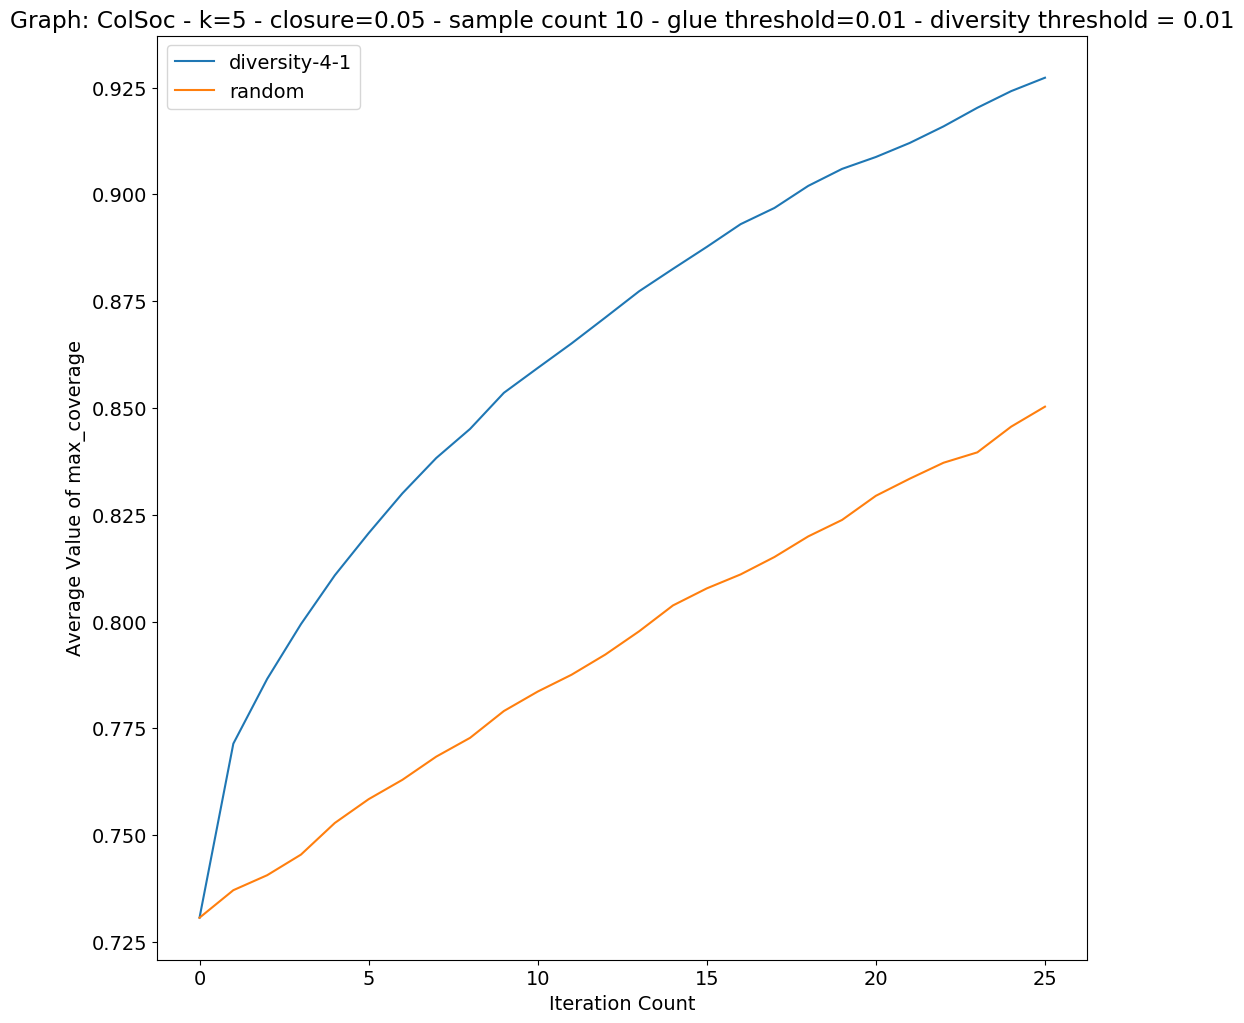 Graph: ColSoc - k=5 - closure=0.05 - sample count 10 - glue threshold=0.01 - diversity threshold = 0.01
diversity-4-1
random
0.925
0.900
0.875
0.850
0.825
0.800
0.775
0.750
0.725
Average Value of max_coverage
0 5 10 15 20 25
Iteration Count